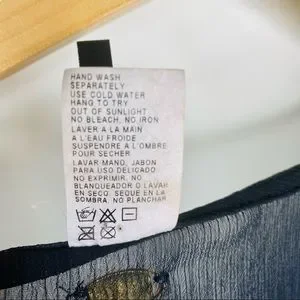 HAND WASH
SEPARATELY
USE COLD WATER
HANG TO TRY
OUT OF SUNLIGHT
NO BLEACH, NO IRON
LAVER A LA MAIN
A L'EAU FROIDE
SUSPENDRE A L'OMBRE
POUR SECHER
LAVAR-MANO, JABON
PARA USO DELICADO
NO EXPRIMIR, NO
BLANQUEADOR O LAVAR
EN SECO, SEQUE EN LA
SOMBRA, NO PLANCHAR